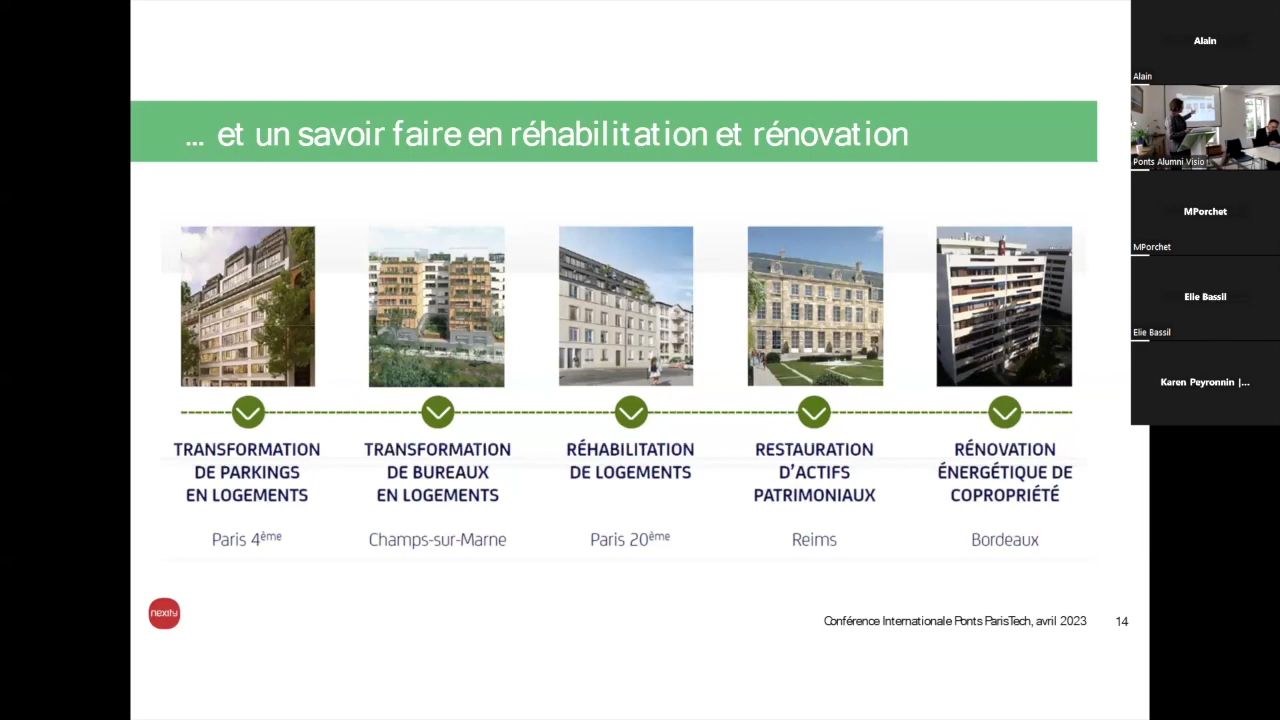 ... et un savoir faire en réhabilitation et rénovation
TRANSFORMATION
DE PARKINGS
EN LOGEMENTS
Paris 4ème
TRANSFORMATION
DE BUREAUX
EN LOGEMENTS
Champs-sur-Marne
RÉHABILITATION
DE LOGEMENTS
Paris 20ème
RESTAURATION
D'ACTIFS
PATRIMONIAUX
Reims
RÉNOVATION
ÉNERGÉTIQUE DE
COPROPRIÉTÉ
Bordeaux
nexity
Conférence Internationale Ponts ParisTech, avril 2023
14
Alain
Alain
Ponts Alumni Visio
MPorchet
MPorchet
Elie Bassil
Elie Bassil
Karen Peyronnin |...